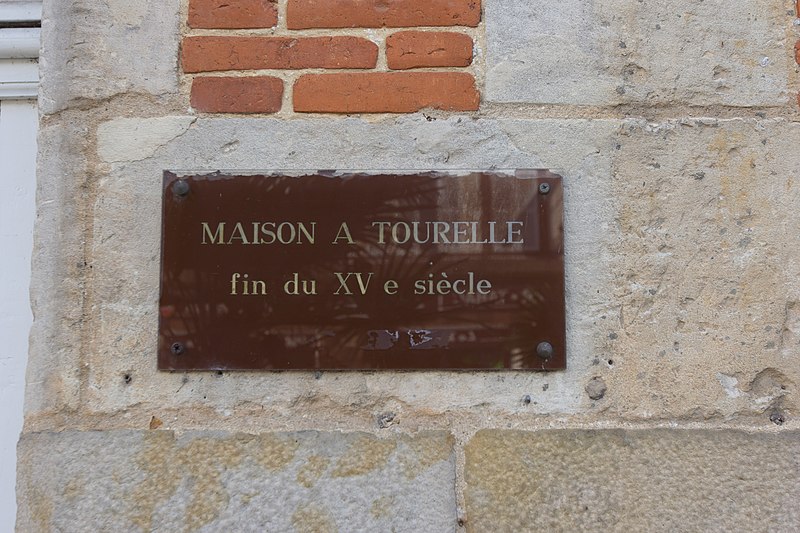 MAISON A TOURELLE
fin du XV e siècle